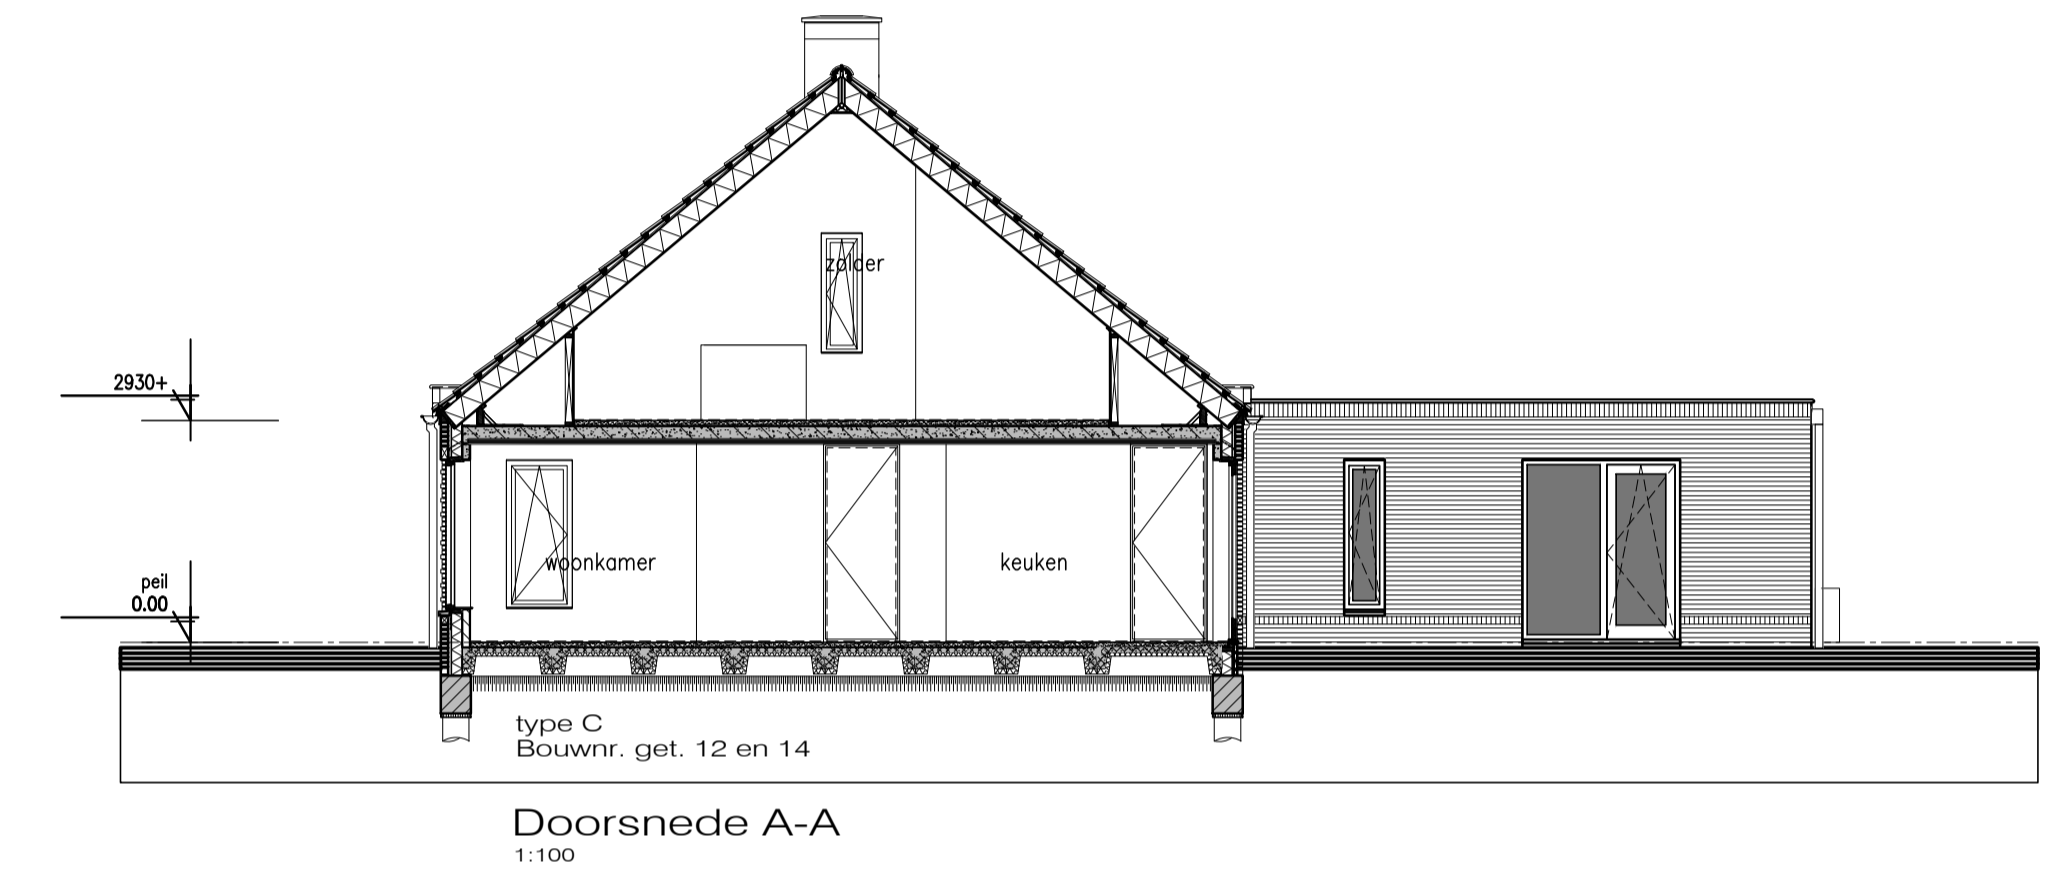 zolder
2930+
peil
0.00
woonkamer
keuken
type C
Bouwnr. get. 12 en 14
Doorsnede A-A
1:100